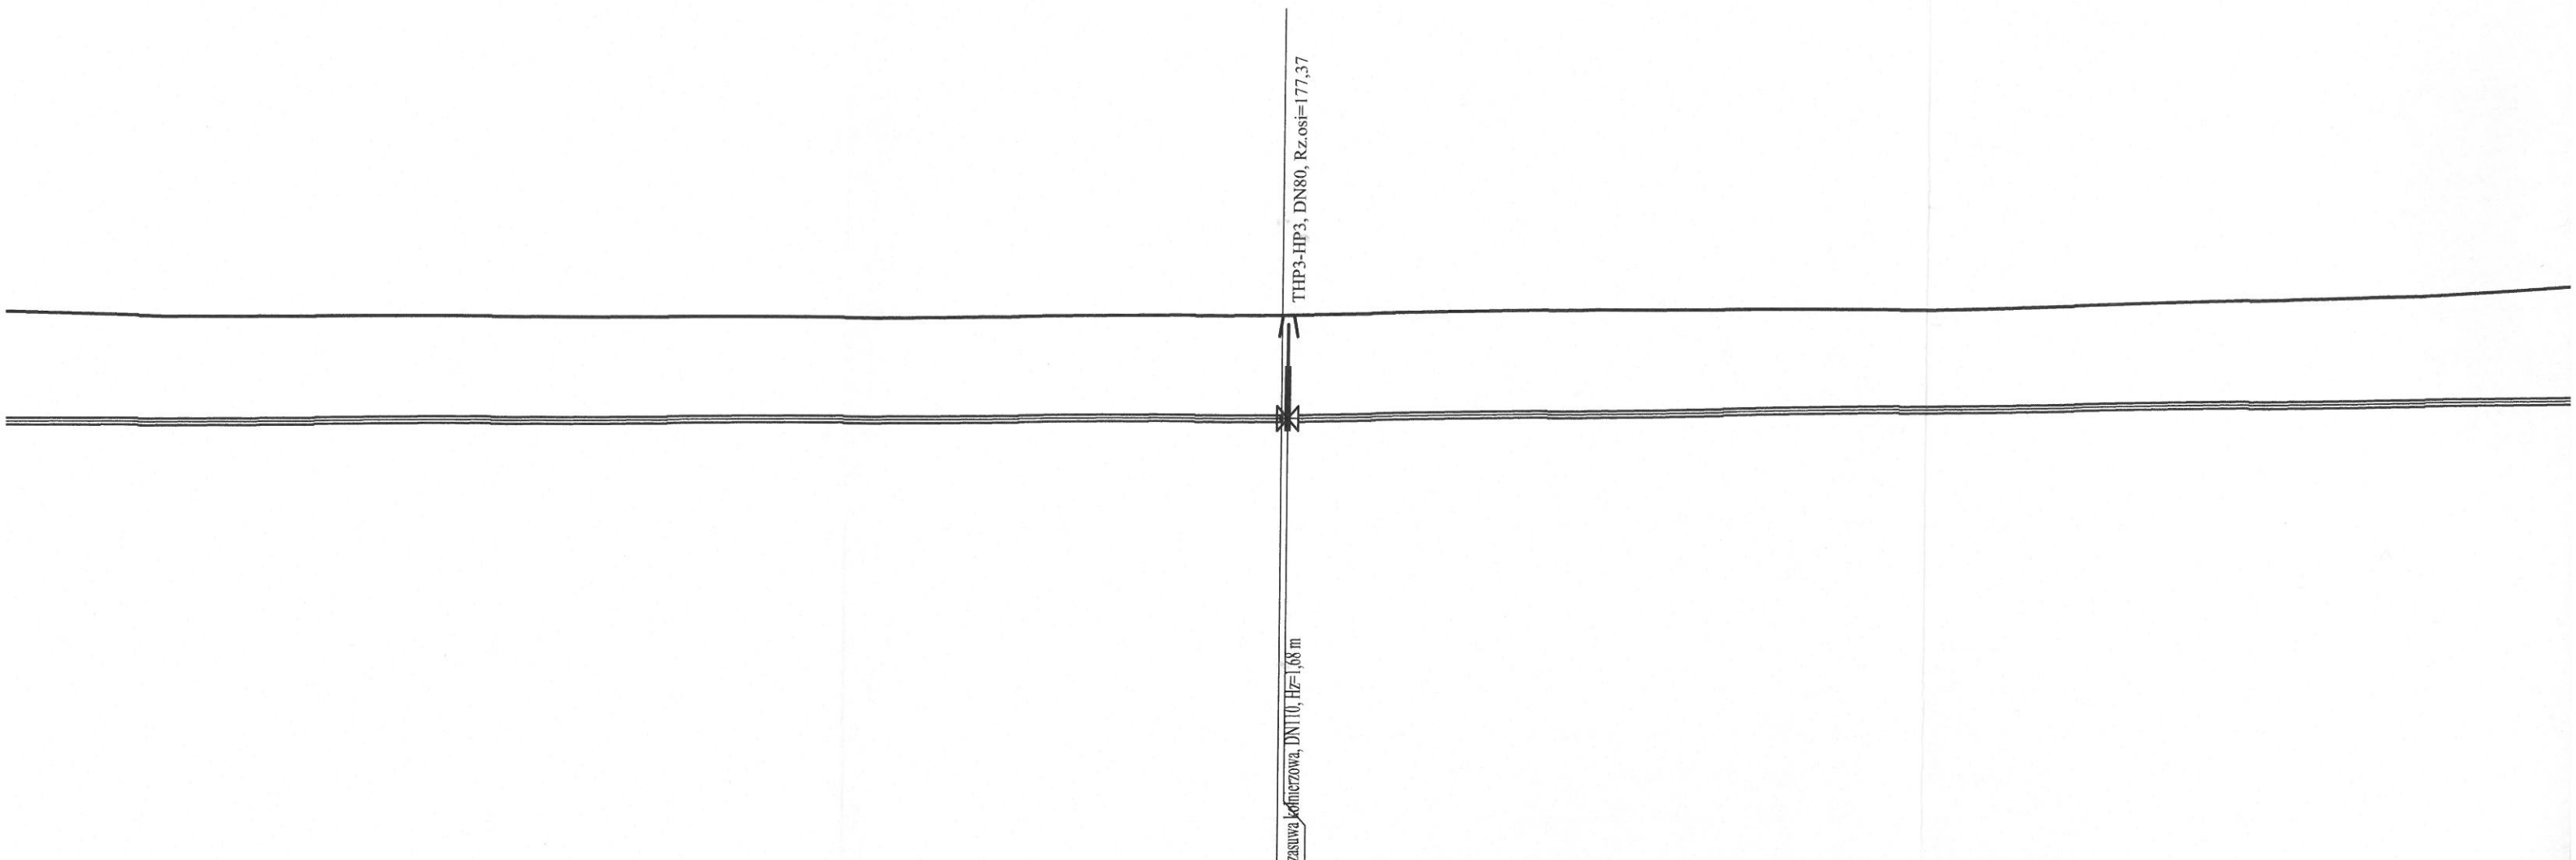 THP3-HP3, DN80, Rz.osi=177,37
zasuwa kołnierzowa, DN110, Hz=1,68 m